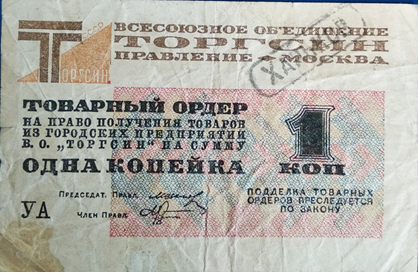 ВСЕСОЮЗНОЕ ОБЪЕДИНЕНИЕ
ТОРГСИН
ПРАВЛЕНИЕ - МОСКВА
ТОРГСИН
ТОВАРНЫЙ ОРДЕР
НА ПРАВО ПОЛУЧЕНИЯ ТОВАРОВ
ИЗ ГОРОДСКИХ ПРЕДПРИЯТИЙ
В. О. „ТОРГСИН" НА СУММУ
ОДНА КОПЕЙКА
1
КОП
ПРЕДСЕДАТ. ПРАВЛ.
УА
ЧЛЕН ПРАВЛ.
ПОДДЕЛКА ТОВАРНЫХ
ОРДЕРОВ ПРЕСЛЕДУЕТСЯ
ПО ЗАКОНУ